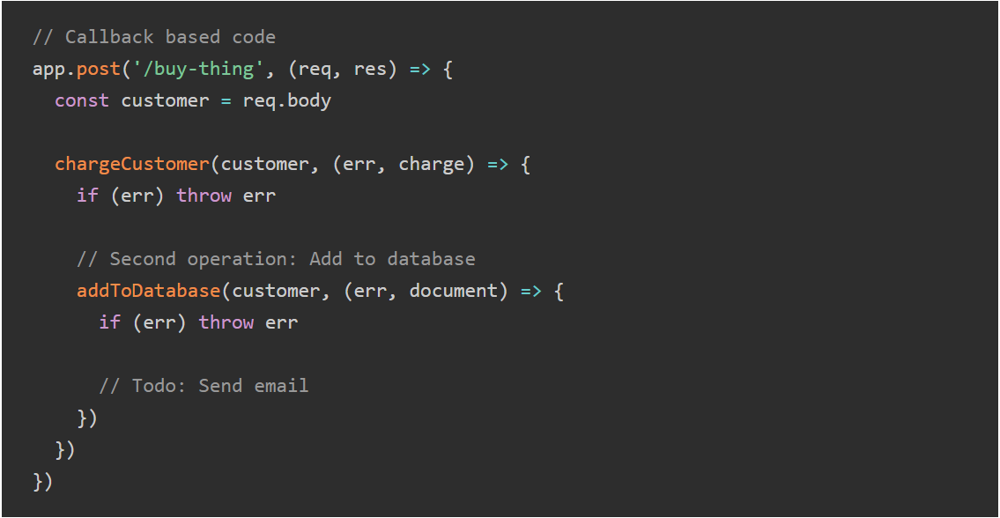 // Callback based code
app.post('/buy-thing', (req, res) => {
  const customer = req.body
  chargeCustomer(customer, (err, charge) => {
    if (err) throw err
    // Second operation: Add to database
    addToDatabase(customer, (err, document) => {
      if (err) throw err
      // Todo: Send email
    })
  })
})